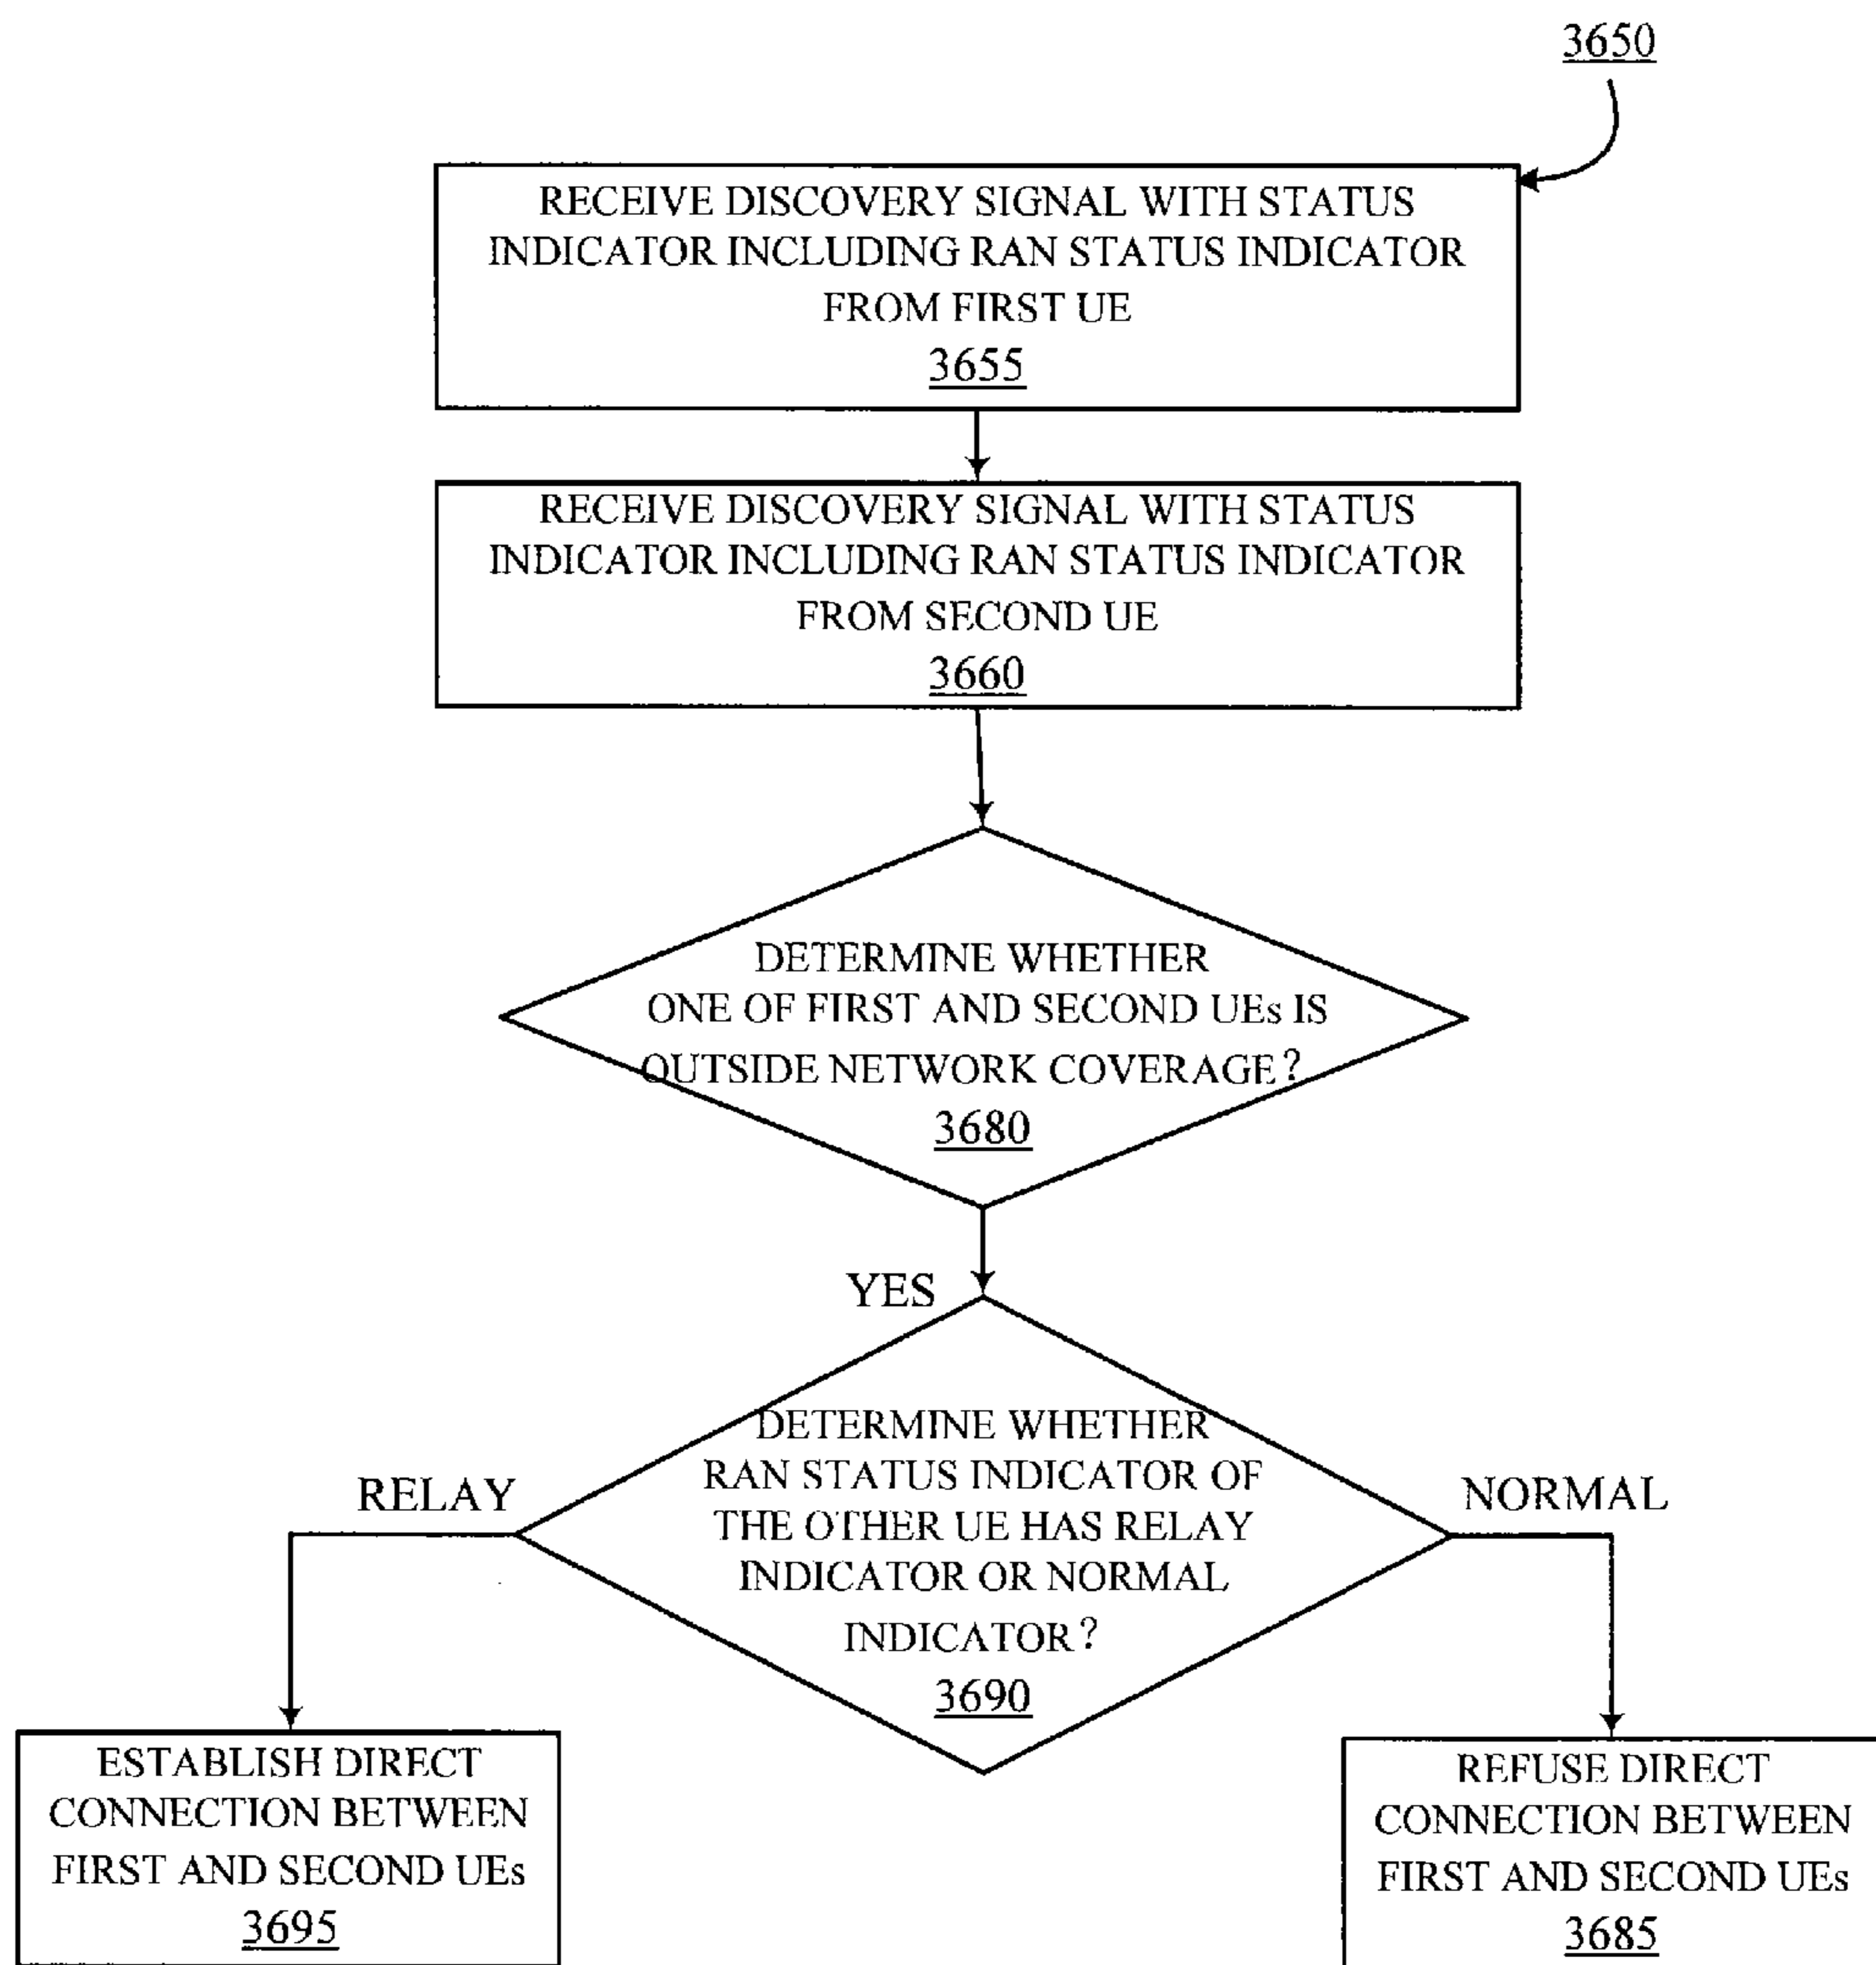 3650
RECEIVE DISCOVERY SIGNAL WITH STATUS
INDICATOR INCLUDING RAN STATUS INDICATOR
FROM FIRST UE
3655
RECEIVE DISCOVERY SIGNAL WITH STATUS
INDICATOR INCLUDING RAN STATUS INDICATOR
FROM SECOND UE
3660
DETERMINE WHETHER
ONE OF FIRST AND SECOND UEs IS
OUTSIDE NETWORK COVERAGE?
3680
YES
DETERMINE WHETHER
RAN STATUS INDICATOR OF
THE OTHER UE HAS RELAY
INDICATOR OR NORMAL
INDICATOR?
3690
RELAY
NORMAL
ESTABLISH DIRECT
CONNECTION BETWEEN
FIRST AND SECOND UEs
3695
REFUSE DIRECT
CONNECTION BETWEEN
FIRST AND SECOND UEs
3685